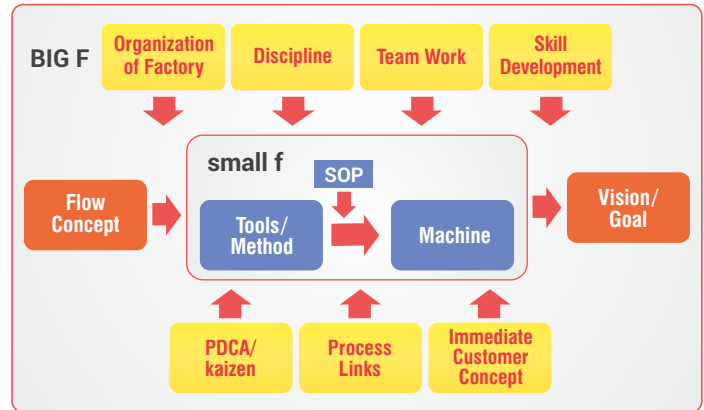 BIG F
Organization
of Factory
Discipline
Team Work
Skill
Development
small f
SOP
Flow
Concept
Tools/
Method
Machine
Vision/
Goal
PDCA/
kaizen
Process
Links
Immediate
Customer
Concept